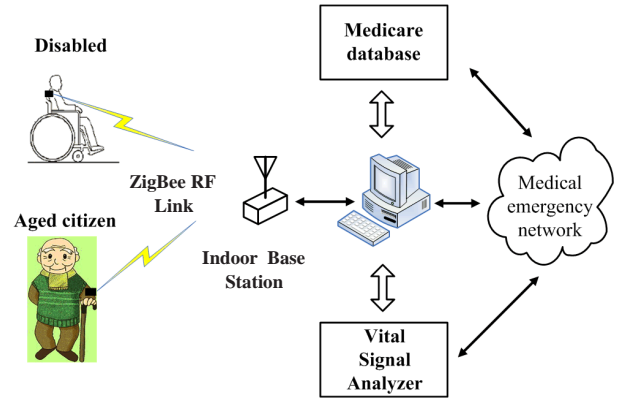 Disabled
Medicare
database
ZigBee RF
Link
Aged citizen
Indoor Base
Station
Medical
emergency
network
Vital
Signal
Analyzer